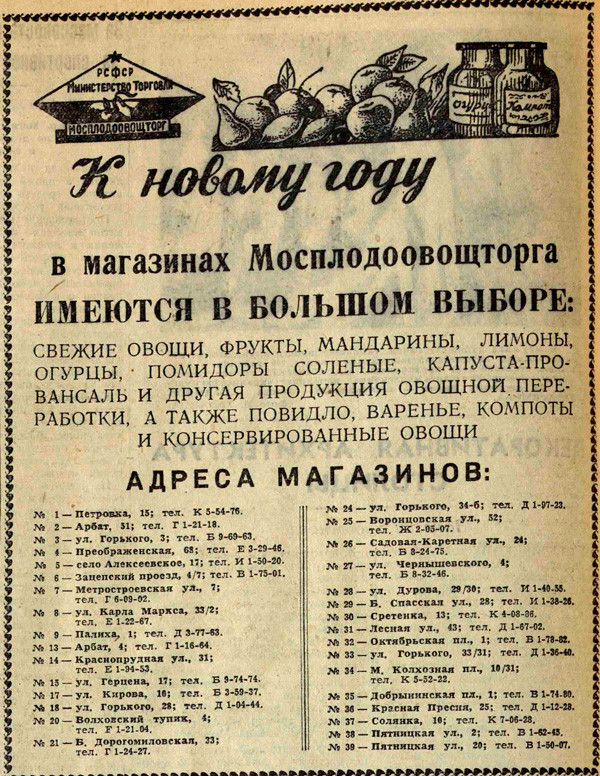 РСФСР
МИНИСТЕРСТВО ТОРГОВЛИ
МОСПЛОДООВОЩТОРГ
ОГУРЦ
КОМПОТ
К новому году
в магазинах Мосплодоовощторга
ИМЕЮТСЯ В БОЛЬШОМ ВЫБОРЕ:
СВЕЖИЕ ОВОЩИ, ФРУКТЫ, МАНДАРИНЫ, ЛИМОНЫ,
ОГУРЦЫ, ПОМИДОРЫ СОЛЕНЫЕ, КАПУСТА-ПРО-
ВАНСАЛЬ И ДРУГАЯ ПРОДУКЦИЯ ОВОЩНОЙ ПЕРЕ-
РАБОТКИ, А ТАКЖЕ ПОВИДЛО, ВАРЕНЬЕ, КОМПОТЫ
И КОНСЕРВИРОВАННЫЕ ОВОЩИ
АДРЕСА МАГАЗИНОВ:
№ 1 — Петровка, 15; тел. К 5-54-76.
№ 2 — Арбат, 51; тел. Г 1-21-18.
№ 3 — ул. Горького, 3; тел. Б 9-69-63.
№ 4 — Преображенская, 68; тел. Е 3-29-46.
№ 5 — село Алексеевское, 17; тел. И 1-50-20.
№ 6 — Зацепский проезд, 4/7; тел. В 1-75-01.
№ 7 — Метростроевская ул., 7;
тел. Г 6-09-02.
№ 8 — ул. Карла Маркса, 33/2;
тел. Е 1-22-67.
№ 9 — Палиха, 1; тел. Д 3-77-63.
№ 13 — Арбат, 4; тел. Г 1-16-64.
№ 14 — Краснопрудная ул., 31;
тел. Е 1-94-53.
№ 15 — ул. Герцена, 17; тел. Б 9-74-74.
№ 17 — ул. Кирова, 10; тел. Б 3-59-37.
№ 18 — ул. Горького, 28; тел. Д 1-04-44.
№ 20 — Волховский тупик, 4;
тел. Е 1-21-04.
№ 21 — Б. Дорогомиловская, 33;
тел. Г 1-24-27.
№ 24 — ул. Горького, 34-б; тел. Д 1-97-23.
№ 25 — Воронцовская ул., 52;
тел. Ж 2-05-07.
№ 26 — Садовая-Каретная ул., 24;
тел. Б 8-24-75.
№ 27 — ул. Чернышевского, 4;
тел. Б 8-32-46.
№ 28 — ул. Дурова, 29/30; тел. И 1-40-55.
№ 29 — Б. Спасская ул., 28; тел. И 1-38-26.
№ 30 — Сретенка, 13; тел. К 4-08-86.
№ 31 — Лесная ул., 43; тел. Д 1-67-02.
№ 32 — Октябрьская пл., 1; тел. В 1-78-82.
№ 33 — ул. Горького, 33/31; тел. Д 1-36-40.
№ 34 — М. Колхозная пл., 10/31;
тел. К 5-52-22.
№ 35 — Добрынинская пл., 1; тел. В 1-74-80.
№ 36 — Красная Пресня, 25; тел. Д 1-12-28.
№ 37 — Солянка, 10; тел. К 7-06-28.
№ 38 — Пятницкая ул., 2; тел. В 1-62-45.
№ 39 — Пятницкая ул., 20; тел. В 1-50-07.